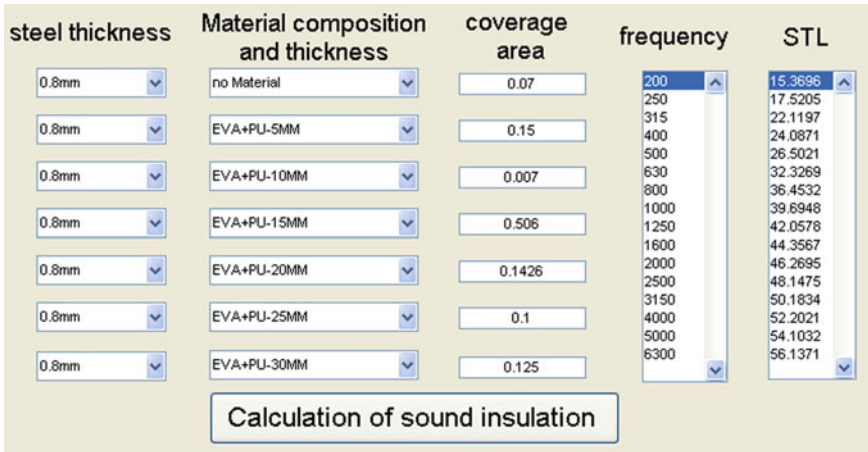 steel thickness
Material composition
and thickness
coverage
area
frequency
STL
0.8mm
no Material
0.07
0.8mm
EVA+PU-5MM
0.15
0.8mm
EVA+PU-10MM
0.007
0.8mm
EVA+PU-15MM
0.506
0.8mm
EVA+PU-20MM
0.1426
0.8mm
EVA+PU-25MM
0.1
0.8mm
EVA+PU-30MM
0.125
200
250
315
400
500
630
800
1000
1250
1600
2000
2500
3150
4000
5000
6300
15.3696
17.5205
22.1197
24.0871
26.5021
32.3269
36.4532
39.6948
42.0578
44.3567
46.2695
48.1475
50.1834
52.2021
54.1032
56.1371
Calculation of sound insulation